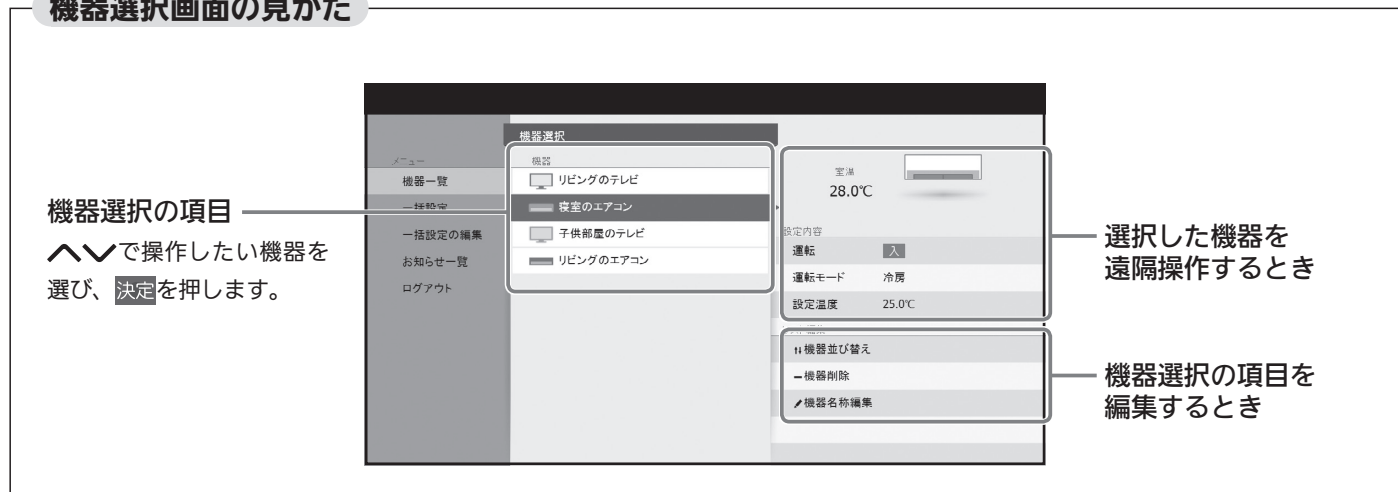 機器選択画面の見かた
機器選択の項目
で操作したい機器を
選び、決定を押します。
メニュー
機器一覧
一括設定
一括設定の編集
お知らせ一覧
ログアウト
機器選択
機器
リビングのテレビ
寝室のエアコン
子供部屋のテレビ
リビングのエアコン
室温
28.0℃
設定内容
運転 入
運転モード 冷房
設定温度 25.0℃
機器並び替え
機器削除
機器名称編集
選択した機器を
遠隔操作するとき
機器選択の項目を
編集するとき